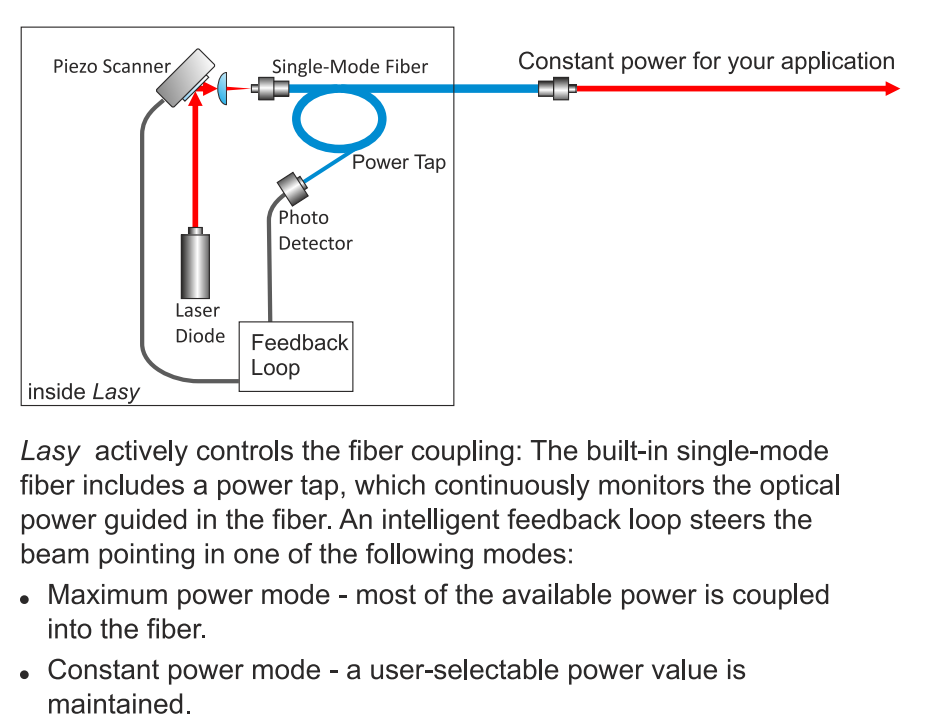 Constant power for your application
Piezo Scanner
Single-Mode Fiber
Power Tap
Photo
Detector
Laser
Diode
Feedback
Loop
inside Lasy
Lasy actively controls the fiber coupling: The built-in single-mode
fiber includes a power tap, which continuously monitors the optical
power guided in the fiber. An intelligent feedback loop steers the
beam pointing in one of the following modes:
• Maximum power mode - most of the available power is coupled
into the fiber.
• Constant power mode - a user-selectable power value is
maintained.